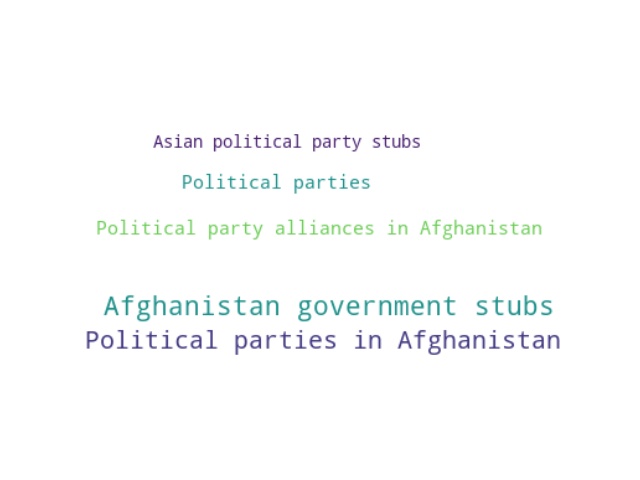 Asian political party stubs
Political parties
Political party alliances in Afghanistan
Afghanistan government stubs
Political parties in Afghanistan